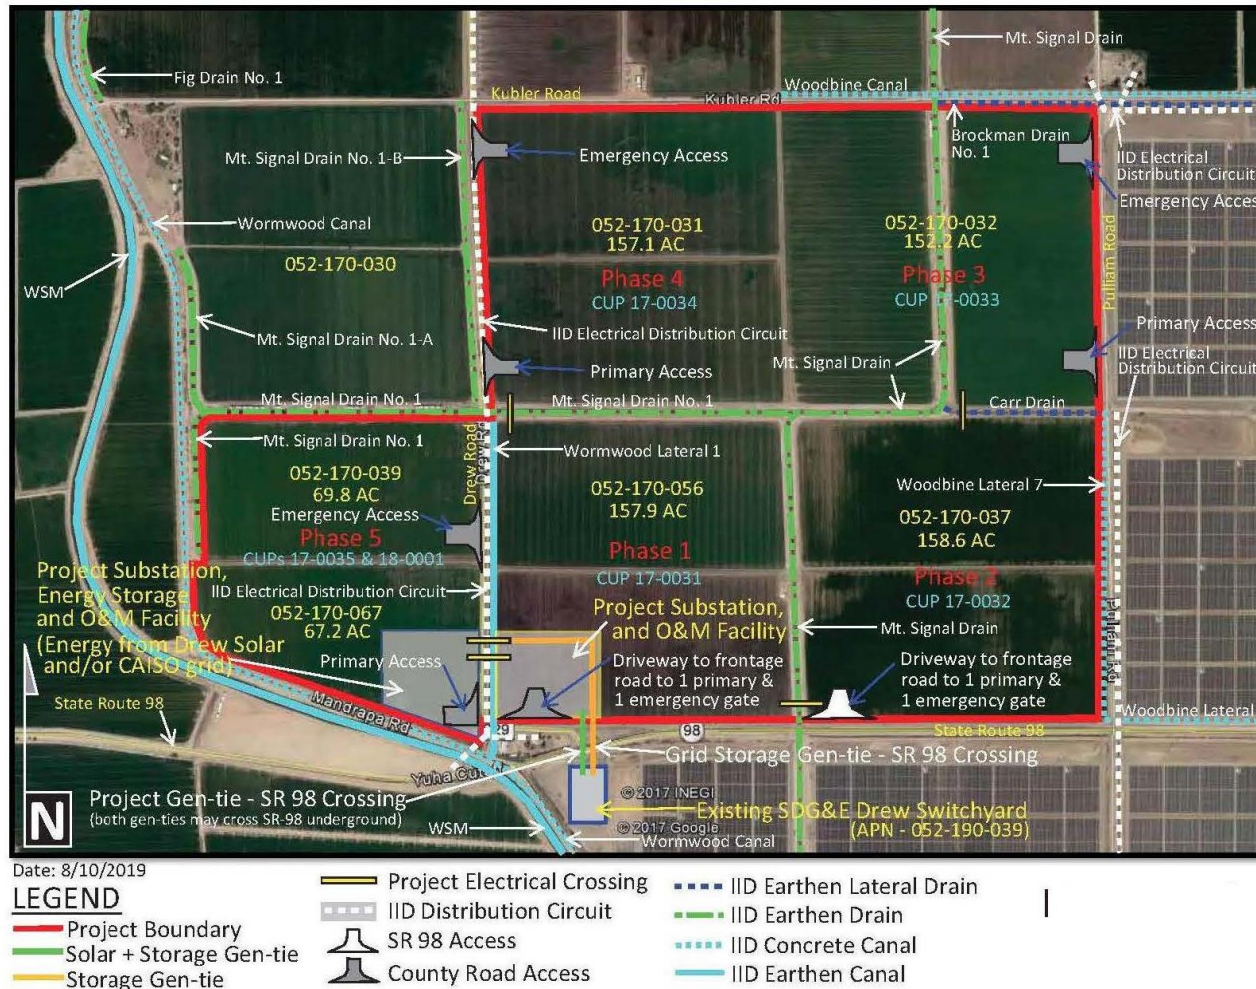 Mt. Signal Drain
Fig Drain No. 1
Woodbine Canal
Kubler Road
Kubler Rd
Brockman Drain
No. 1
Mt. Signal Drain No. 1-B
Emergency Access
IID Electrical
Distribution Circuit
Emergency Access
Wormwood Canal
052-170-031
157.1 AC
052-170-032
152.2 AC
052-170-030
Pulliam Road
Phase 4
CUP 17-0034
Phase 3
CUP 17-0033
WSM
Mt. Signal Drain No. 1-A
IID Electrical Distribution Circuit
Primary Access
IID Electrical
Distribution Circuit
Primary Access
Mt. Signal Drain
Mt. Signal Drain No. 1
Mt. Signal Drain No. 1
Carr Drain
Mt. Signal Drain No. 1
Drew Road
Drew Rd
Wormwood Lateral 1
052-170-039
69.8 AC
052-170-056
157.9 AC
Woodbine Lateral 7
052-170-037
158.6 AC
Emergency Access
Phase 5
CUPs 17-0035 & 18-0001
Phase 1
CUP 17-0031
Phase 2
CUP 17-0032
Project Substation,
Energy Storage
and O&M Facility
(Energy from Drew Solar
and/or CAISO grid)
IID Electrical Distribution Circuit
052-170-067
67.2 AC
Project Substation,
and O&M Facility
Mt. Signal Drain
Pulliam Rd
Primary Access
Driveway to frontage
road to 1 primary &
1 emergency gate
Driveway to frontage
road to 1 primary &
1 emergency gate
State Route 98
Mandrapa Rd
Woodbine Lateral
29
98
State Route 98
Grid Storage Gen-tie - SR 98 Crossing
Yuha Cut
Project Gen-tie - SR 98 Crossing
(both gen-ties may cross SR-98 underground)
© 2017 INEGI
Existing SDG&E Drew Switchyard
(APN - 052-190-039)
© 2017 Google
WSM
Wormwood Canal
N
Date: 8/10/2019
LEGEND
Project Boundary
Solar + Storage Gen-tie
Storage Gen-tie
Project Electrical Crossing
IID Distribution Circuit
SR 98 Access
County Road Access
IID Earthen Lateral Drain
IID Earthen Drain
IID Concrete Canal
IID Earthen Canal